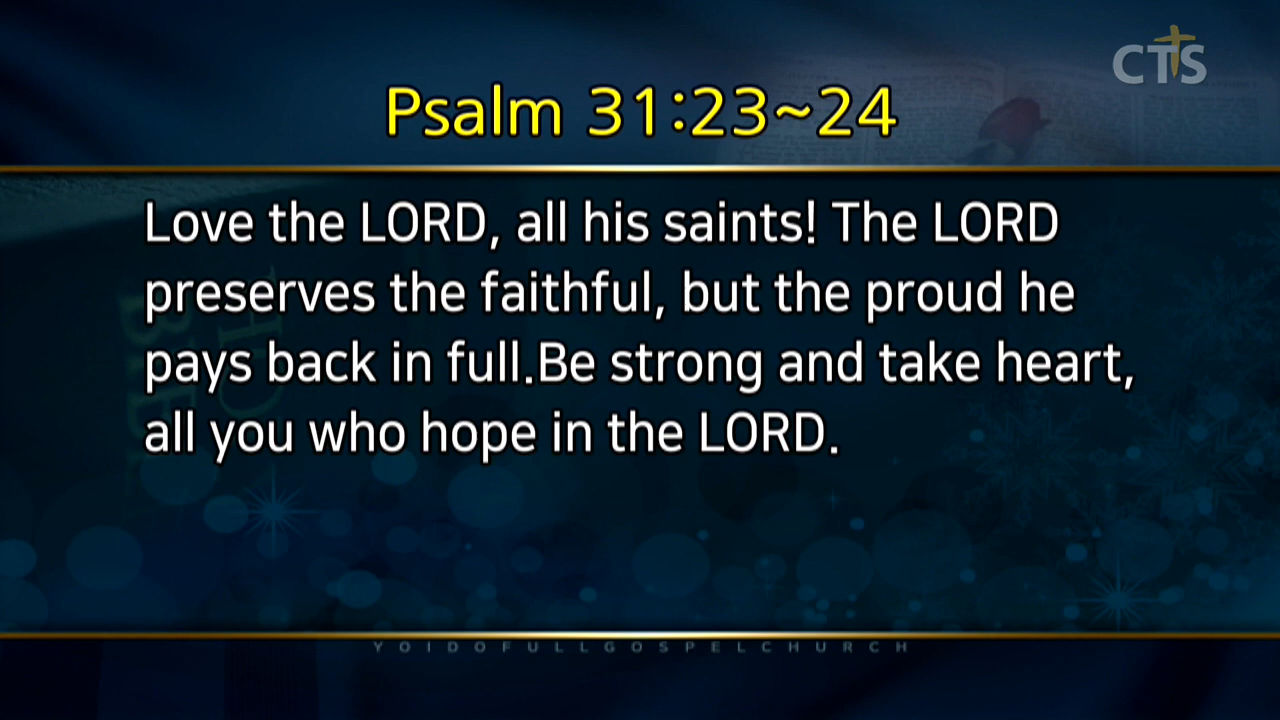 CTS
Psalm 31:23~24
Love the LORD, all his saints! The LORD
preserves the faithful, but the proud he
pays back in full.Be strong and take heart,
all you who hope in the LORD.
YOIDOFULLGOSPELCHURCH